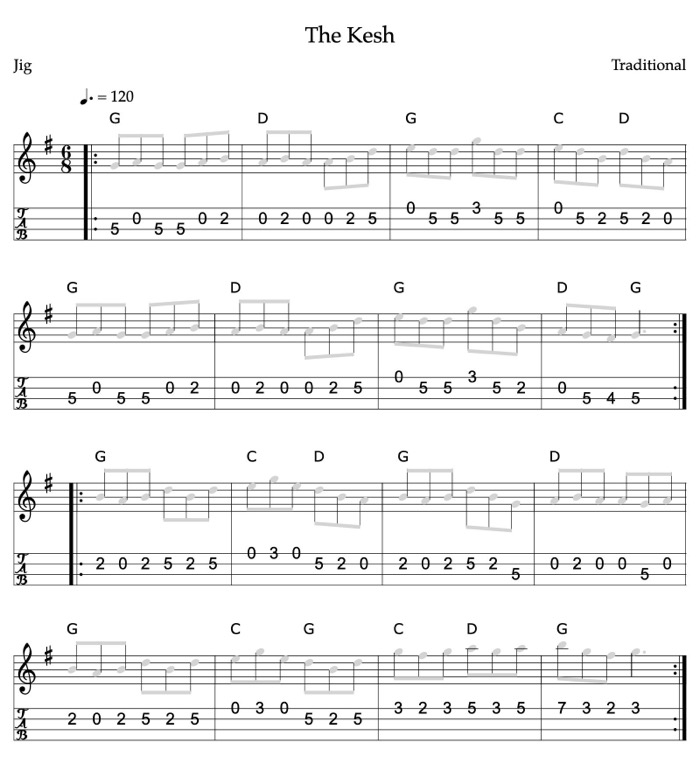 The Kesh
Jig Traditional
= 120
G D G C D
6
8
T
A
B
0 0 3 0
0 0 2 0 2 0 0 2 5 5 5 5 5 5 2 5 2 0
5 5 5
G D G D G
0 3
0 0 2 0 2 0 0 2 5 5 5 5 2 0
5 5 5 5 4 5
G C D G D
0 3 0
2 0 2 5 2 5 5 2 0 2 0 2 5 2 0 2 0 0 0
5 5
G C G C D G
0 3 0 3 2 3 5 3 5 7 3 2 3
2 0 2 5 2 5 5 2 5